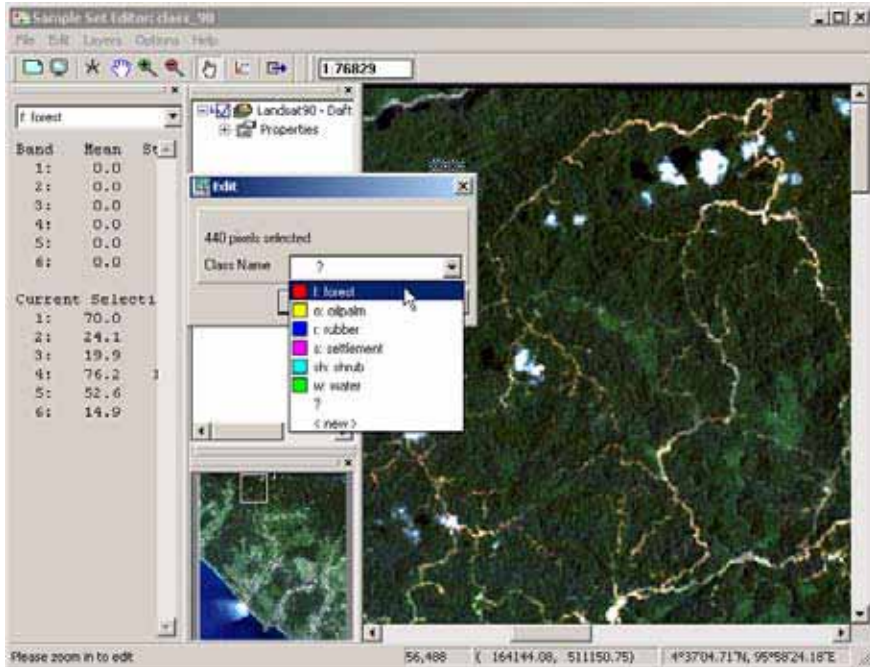 Sample Set Editor: class_90
File Edit Layers Options Help
1:76829
f: forest
Band Mean St
1: 0.0
2: 0.0
3: 0.0
4: 0.0
5: 0.0
6: 0.0
Current Selecti
1: 70.0
2: 24.1
3: 19.9
4: 76.2 1
5: 52.6
6: 14.9
Landsat90 - Daft
Properties
Edit
440 pixels selected
Class Name ?
f: forest
o: oilpalm
r: rubber
s: settlement
sh: shrub
w: water
?
< new >
Please zoom in to edit
56,488 ( 164144.08, 511150.75) 4°37'04.71"N, 95°58'24.18"E